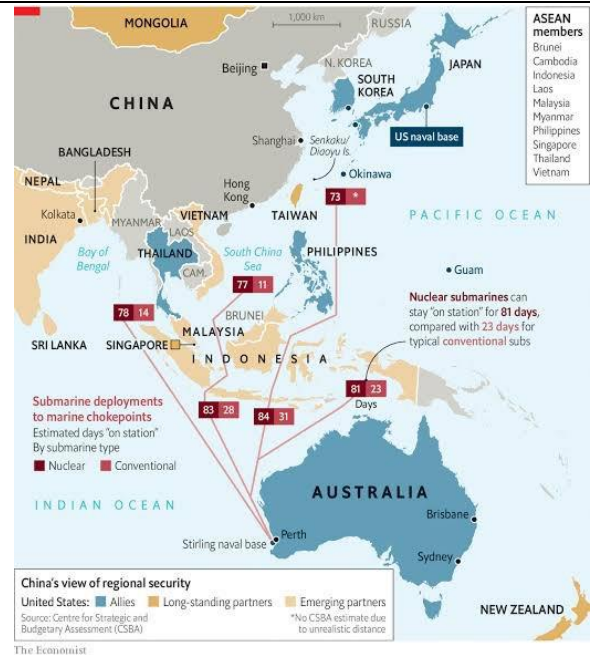 MONGOLIA
1,000 km
RUSSIA
ASEAN
members
Brunei
Cambodia
Indonesia
Laos
Malaysia
Myanmar
Philippines
Singapore
Thailand
Vietnam
N. KOREA
Beijing
SOUTH
KOREA
JAPAN
CHINA
US naval base
Shanghai
Senkaku/
Diaoyu Is.
BANGLADESH
Okinawa
NEPAL
Hong
Kong
73 *
Kolkata
VIETNAM
TAIWAN
PACIFIC OCEAN
MYANMAR
LAOS
INDIA
Bay of
Bengal
THAILAND
South China
Sea
PHILIPPINES
CAM.
Guam
77 11
Nuclear submarines can
stay "on station" for 81 days,
compared with 23 days for
typical conventional subs
78 14
BRUNEI
MALAYSIA
SRI LANKA
SINGAPORE
INDONESIA
Submarine deployments
to marine chokepoints
Estimated days "on station"
By submarine type
Nuclear Conventional
81 23
Days
83 28
84 31
AUSTRALIA
INDIAN OCEAN
Brisbane
Perth
Stirling naval base
Sydney
China's view of regional security
United States: Allies Long-standing partners Emerging partners
Source: Centre for Strategic and
Budgetary Assessment (CSBA)
*No CSBA estimate due
to unrealistic distance
NEW ZEALAND
The Economist